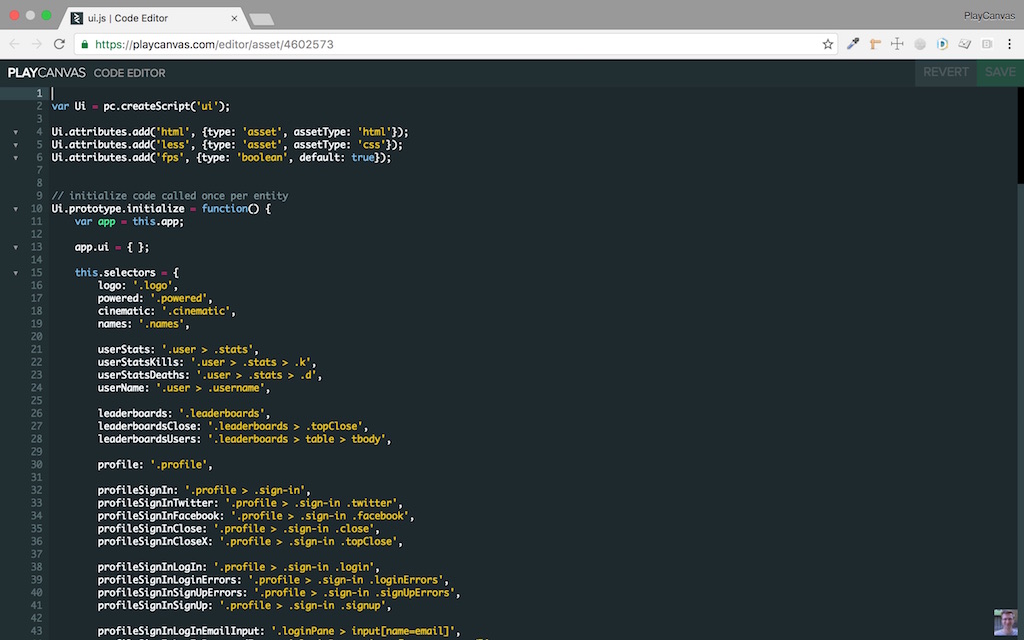 ui.js | Code Editor
PlayCanvas
https://playcanvas.com/editor/asset/4602573
PLAYCANVAS CODE EDITOR
REVERT SAVE
1
2 var Ui = pc.createScript('ui');
3
4 Ui.attributes.add('html', {type: 'asset', assetType: 'html'});
5 Ui.attributes.add('less', {type: 'asset', assetType: 'css'});
6 Ui.attributes.add('fps', {type: 'boolean', default: true});
7
8
9 // initialize code called once per entity
10 Ui.prototype.initialize = function() {
11 var app = this.app;
12
13 app.ui = { };
14
15 this.selectors = {
16 logo: '.logo',
17 powered: '.powered',
18 cinematic: '.cinematic',
19 names: '.names',
20
21 userStats: '.user > .stats',
22 userStatsKills: '.user > .stats > .k',
23 userStatsDeaths: '.user > .stats > .d',
24 userName: '.user > .username',
25
26 leaderboards: '.leaderboards',
27 leaderboardsClose: '.leaderboards > .topClose',
28 leaderboardsUsers: '.leaderboards > table > tbody',
29
30 profile: '.profile',
31
32 profileSignIn: '.profile > .sign-in',
33 profileSignInTwitter: '.profile > .sign-in .twitter',
34 profileSignInFacebook: '.profile > .sign-in .facebook',
35 profileSignInClose: '.profile > .sign-in .close',
36 profileSignInCloseX: '.profile > .sign-in .topClose',
37
38 profileSignInLogIn: '.profile > .sign-in .login',
39 profileSignInLoginErrors: '.profile > .sign-in .loginErrors',
40 profileSignInSignUpErrors: '.profile > .sign-in .signUpErrors',
41 profileSignInSignUp: '.profile > .sign-in .signup',
42
43 profileSignInLogInEmailInput: '.loginPane > input[name=email]',